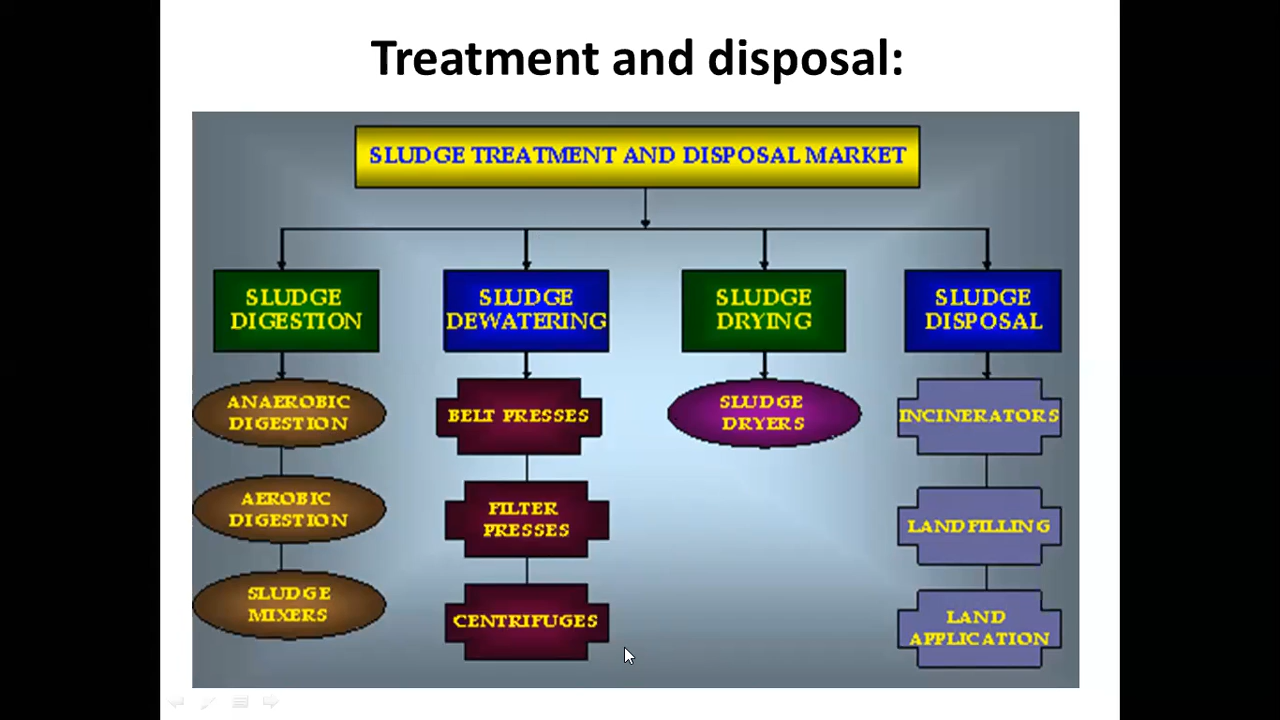 Treatment and disposal:
SLUDGE TREATMENT AND DISPOSAL MARKET
SLUDGE
DIGESTION
ANAEROBIC
DIGESTION
AEROBIC
DIGESTION
SLUDGE
MIXERS
SLUDGE
DEWATERING
BELT PRESSES
FILTER
PRESSES
CENTRIFUGES
SLUDGE
DRYING
SLUDGE
DRYERS
SLUDGE
DISPOSAL
INCINERATORS
LANDFILLING
LAND
APPLICATION